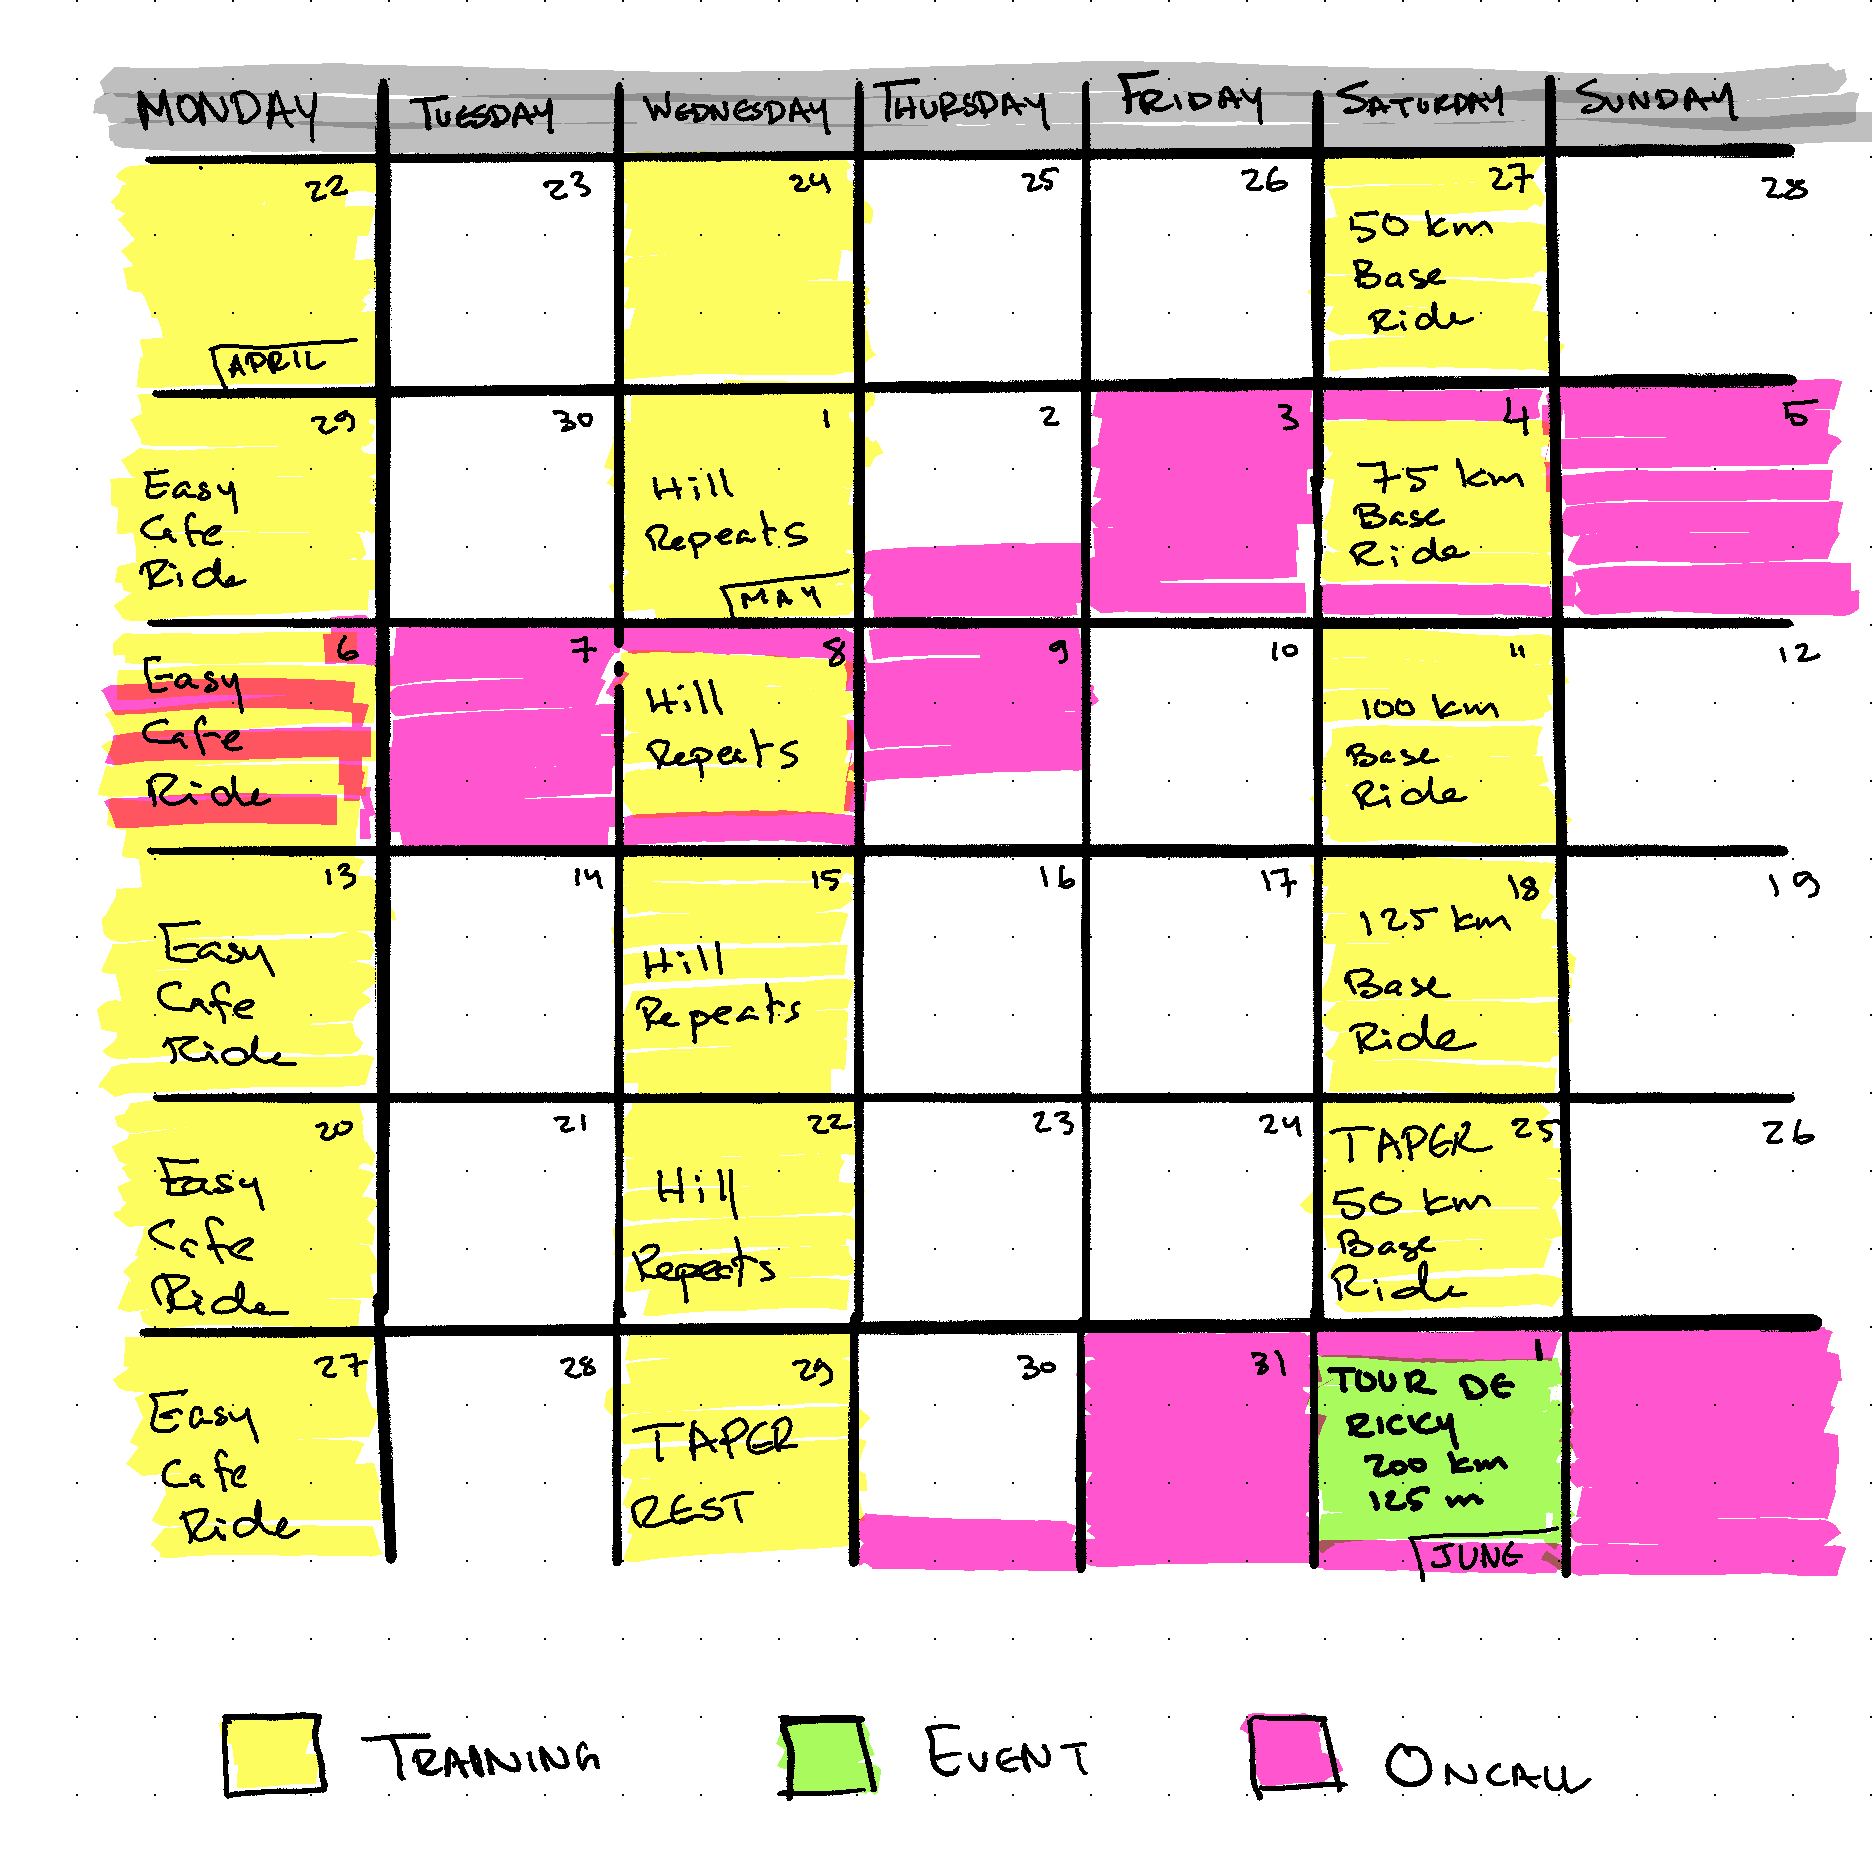 MONDAY TUESDAY WEDNESDAY THURSDAY FRIDAY SATURDAY SUNDAY
22 23 24 25 26 27 28
50 km
Base
Ride
APRIL
29 30 1 2 3 4 5
Easy
Cafe
Ride
Hill
Repeats
MAY
75 km
Base
Ride
6 7 8 9 10 11 12
Easy
Cafe
Ride
Hill
Repeats
100 km
Base
Ride
13 14 15 16 17 18 19
Easy
Cafe
Ride
Hill
Repeats
125 km
Base
Ride
20 21 22 23 24 25 26
Easy
Cafe
Ride
Hill
Repeats
TAPER
50 km
Base
Ride
27 28 29 30 31 1
Easy
Cafe
Ride
TAPER
REST
TOUR DE
RICKY
200 km
125 m
JUNE
TRAINING EVENT ONCALL